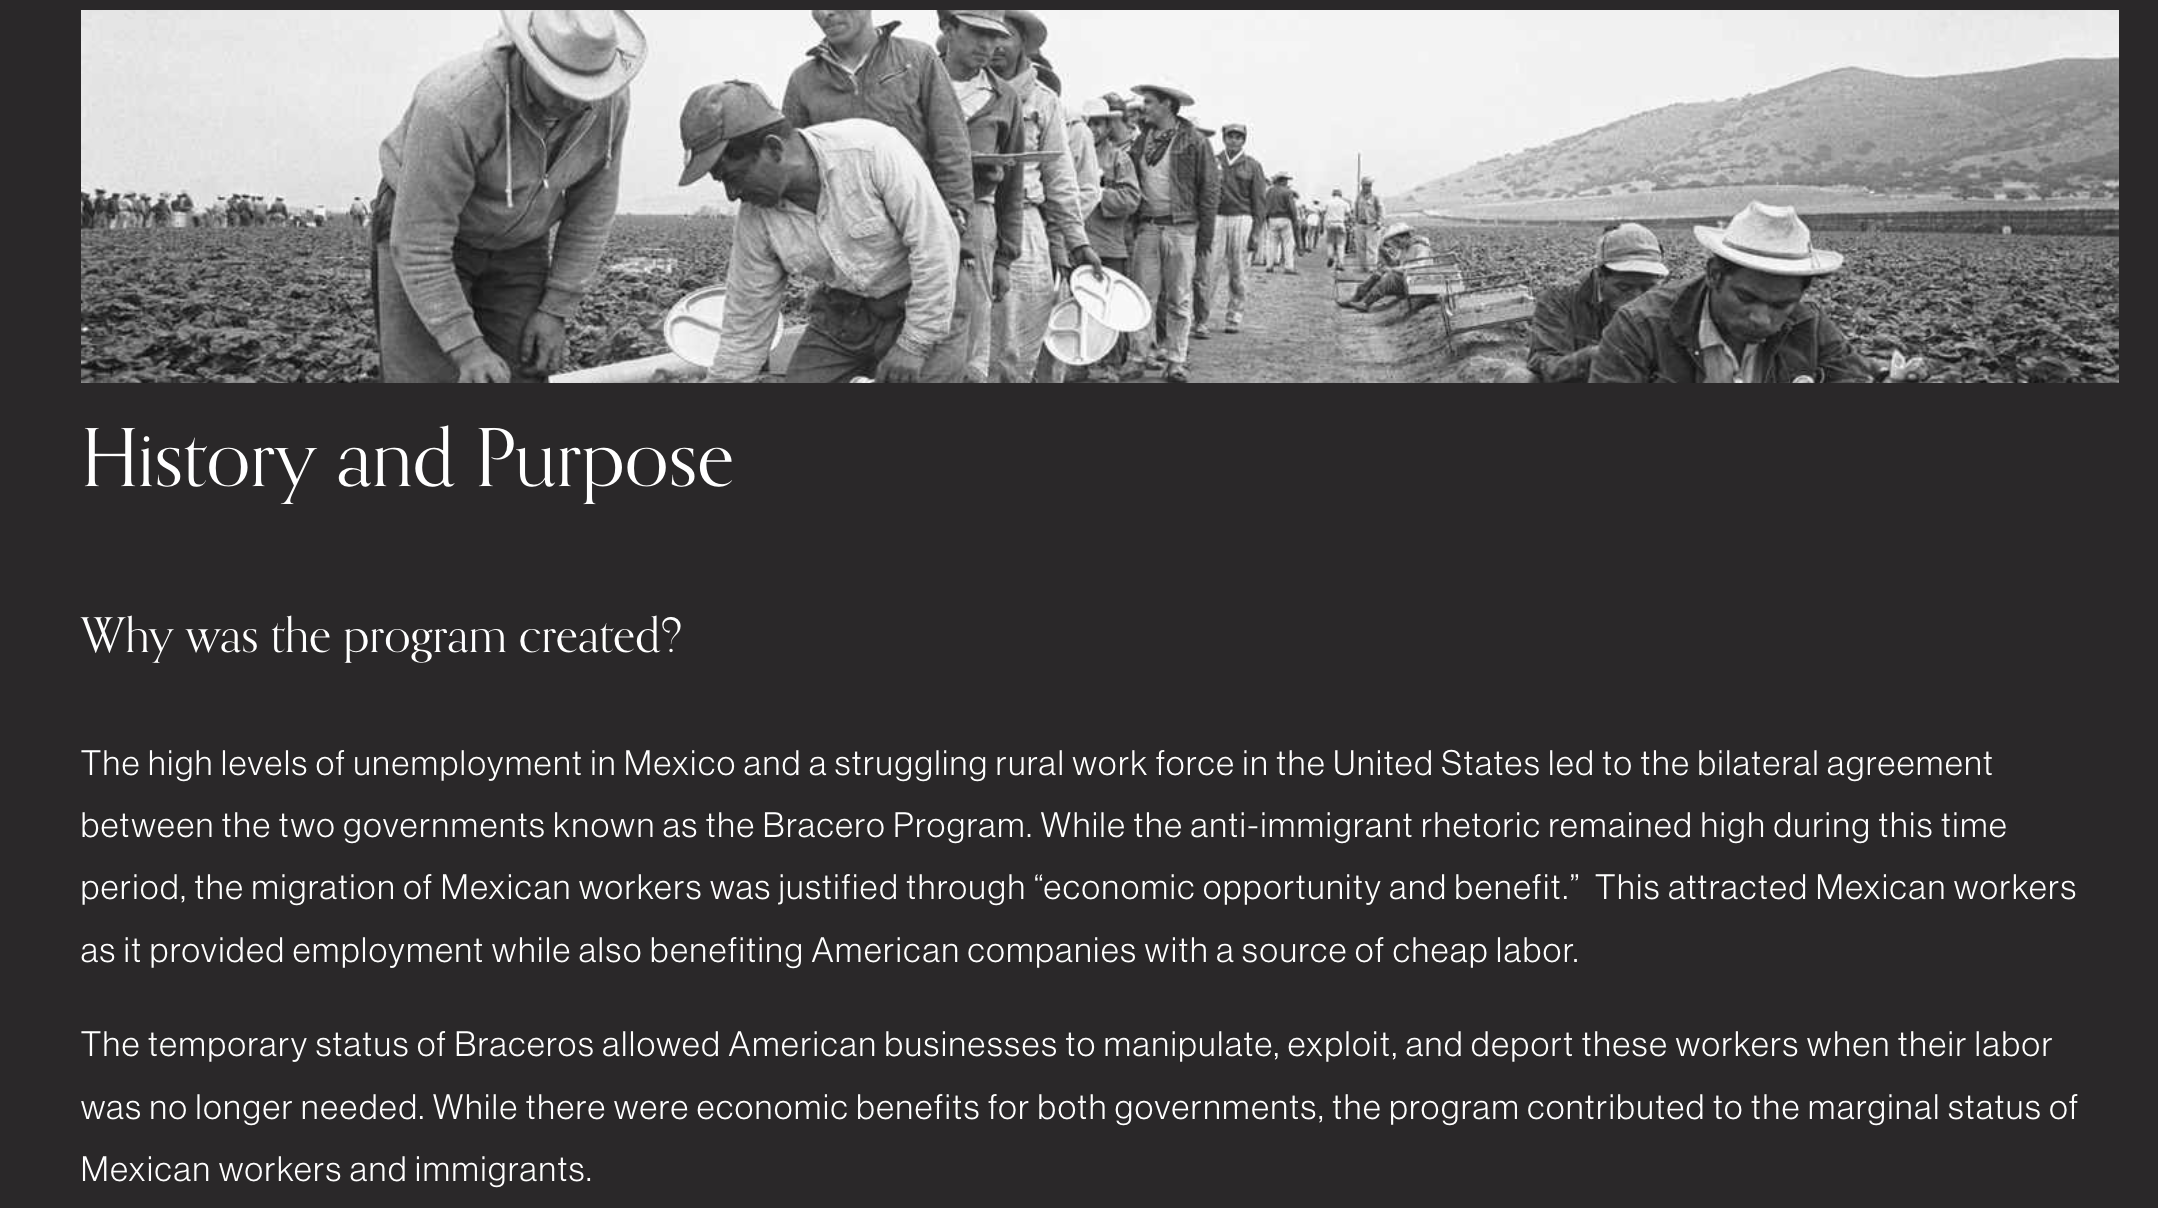 History and Purpose
Why was the program created?
The high levels of unemployment in Mexico and a struggling rural work force in the United States led to the bilateral agreement
between the two governments known as the Bracero Program. While the anti-immigrant rhetoric remained high during this time
period, the migration of Mexican workers was justified through “economic opportunity and benefit.”  This attracted Mexican workers
as it provided employment while also benefiting American companies with a source of cheap labor.
The temporary status of Braceros allowed American businesses to manipulate, exploit, and deport these workers when their labor
was no longer needed. While there were economic benefits for both governments, the program contributed to the marginal status of
Mexican workers and immigrants.